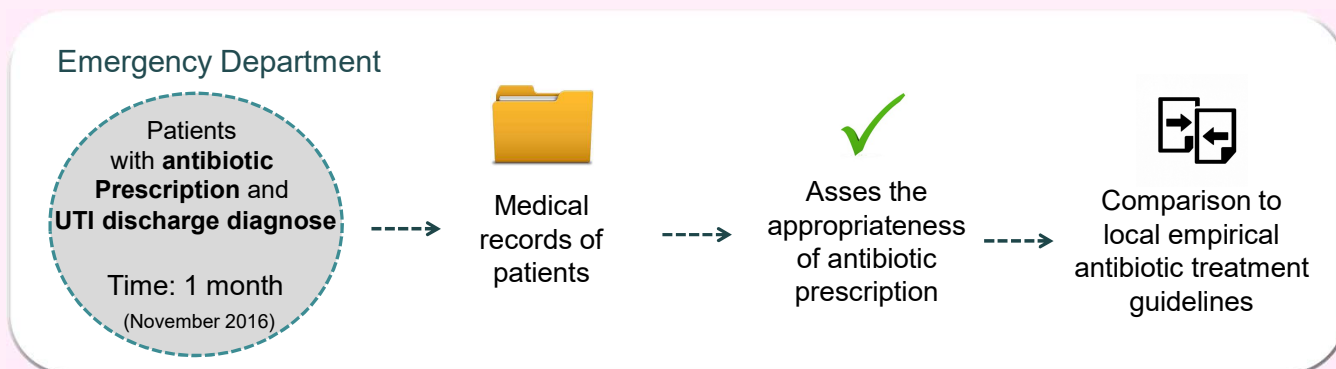 Emergency Department
Patients
with antibiotic
Prescription and
UTI discharge diagnose
Time: 1 month
(November 2016)
Medical
records of
patients
Asses the
appropriateness
of antibiotic
prescription
Comparison to
local empirical
antibiotic treatment
guidelines